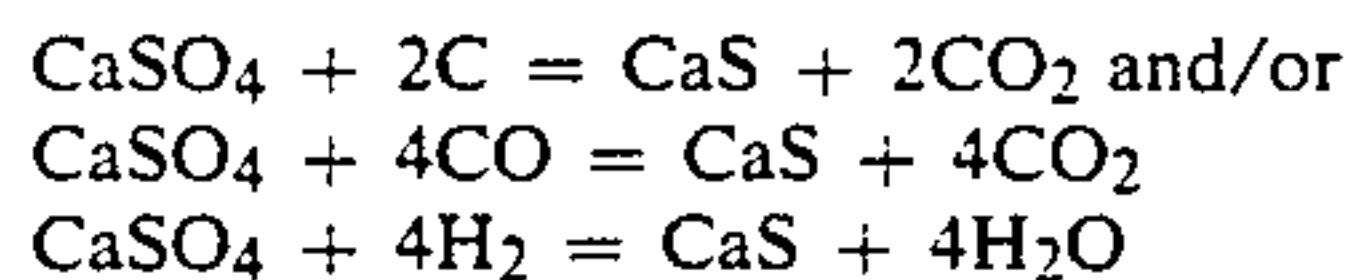 CaSO4 + 2C = CaS + 2CO2 and/or
CaSO4 + 4CO = CaS + 4CO2
CaSO4 + 4H2 = CaS + 4H2O